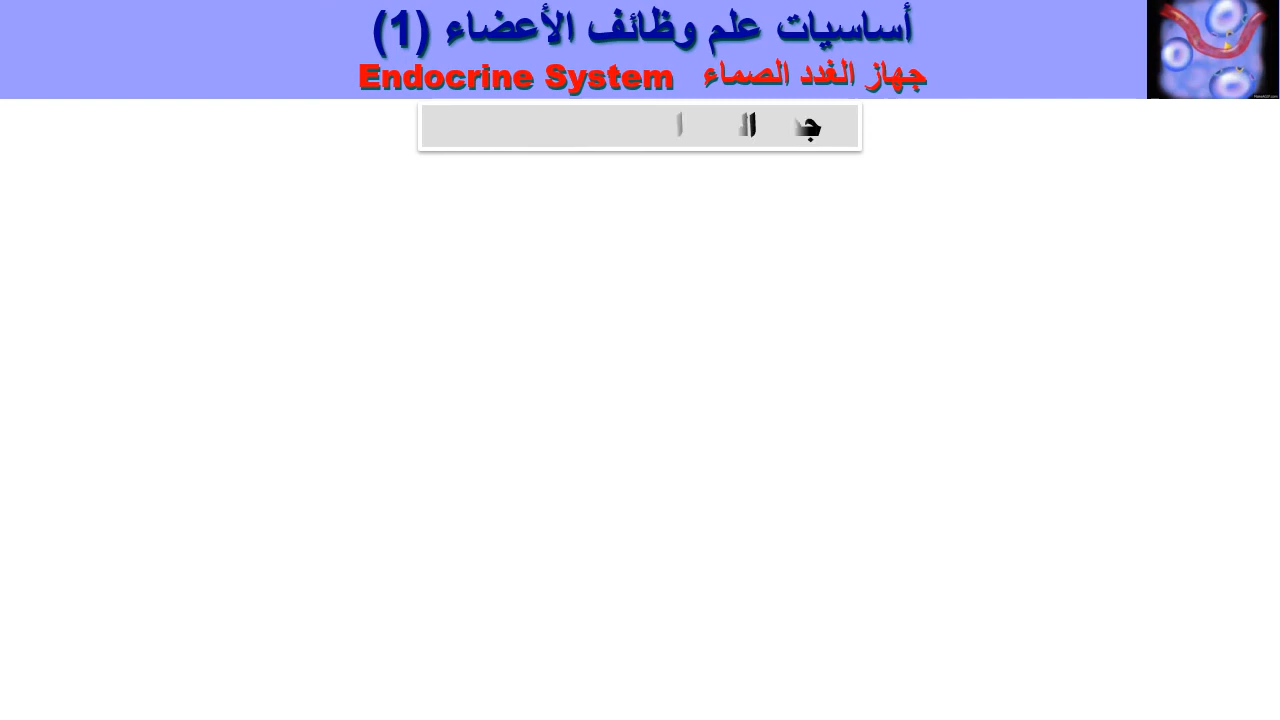 أساسيات علم وظائف الأعضاء (1)
جهاز الغدد الصماء Endocrine System